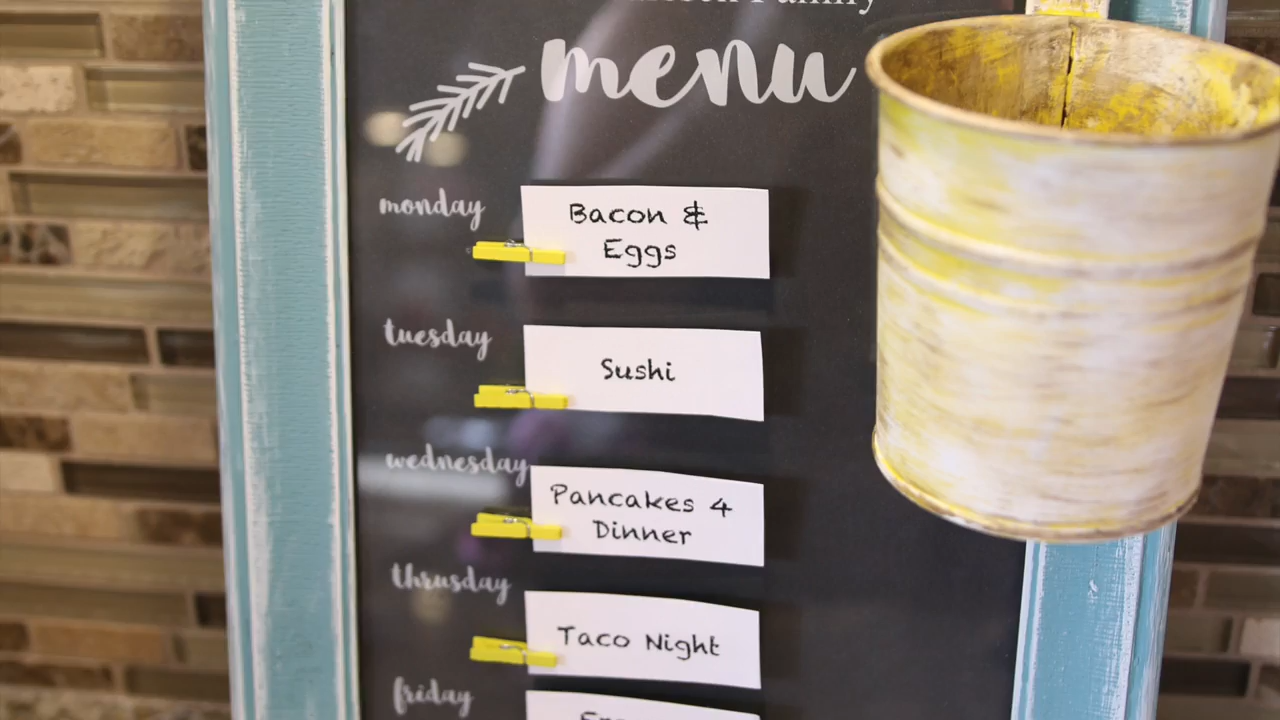 menu
monday
Bacon &
Eggs
tuesday
Sushi
wednesday
Pancakes 4
Dinner
thrusday
Taco Night
friday